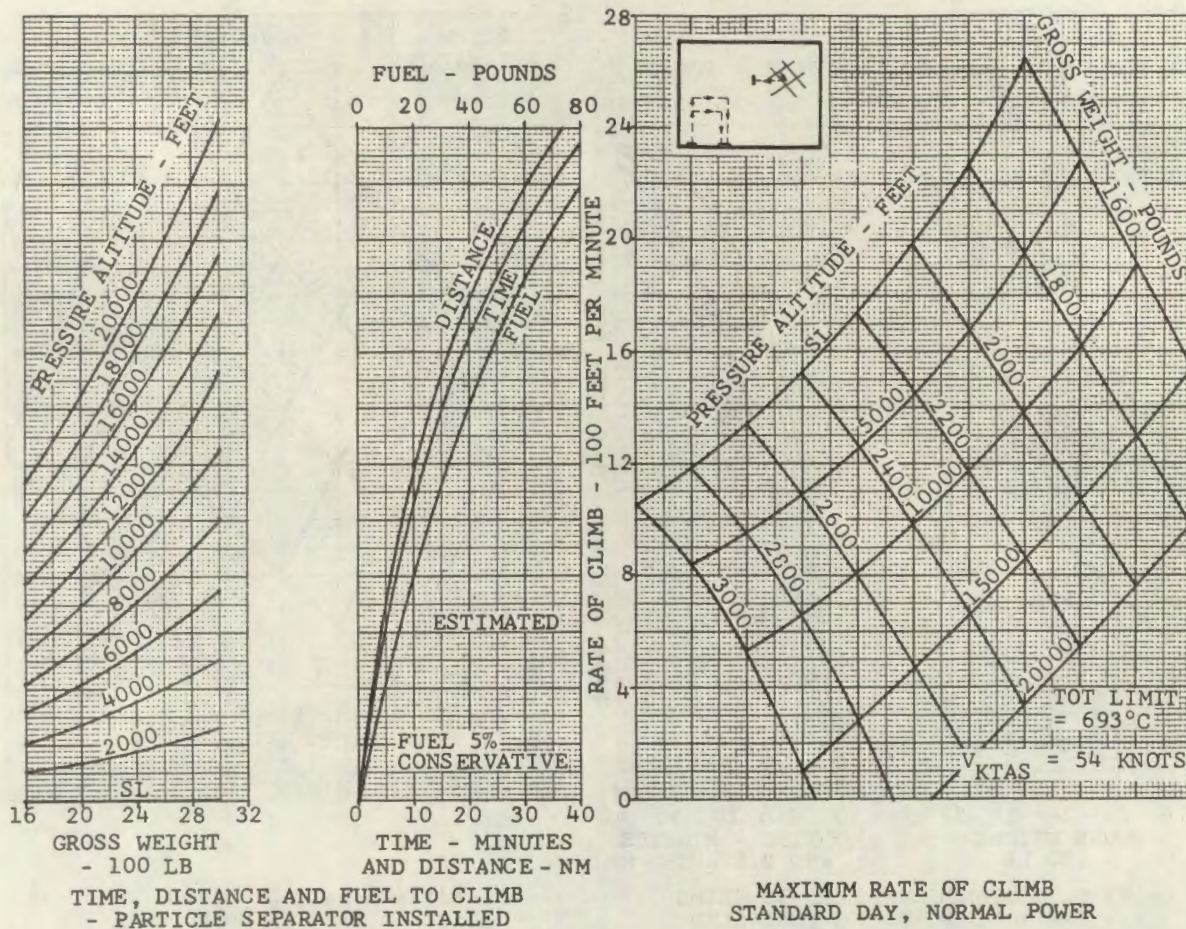 PRESSURE ALTITUDE - FEET
20000
18000
16000
14000
12000
10000
8000
6000
4000
2000
SL
16 20 24 28 32
GROSS WEIGHT
- 100 LB
FUEL - POUNDS
0 20 40 60 80
DISTANCE
TIME
FUEL
ESTIMATED
FUEL 5%
CONSERVATIVE
0 10 20 30 40
TIME - MINUTES
AND DISTANCE - NM
TIME, DISTANCE AND FUEL TO CLIMB
- PARTICLE SEPARATOR INSTALLED
RATE OF CLIMB - 100 FEET PER MINUTE
28
24
20
16
12
8
4
0
PRESSURE ALTITUDE - FEET
SL
5000
10000
15000
20000
GROSS WEIGHT - POUNDS
1600
1800
2000
2200
2400
2600
2800
3000
TOT LIMIT
= 693°C
VKTAS = 54 KNOTS
MAXIMUM RATE OF CLIMB
STANDARD DAY, NORMAL POWER